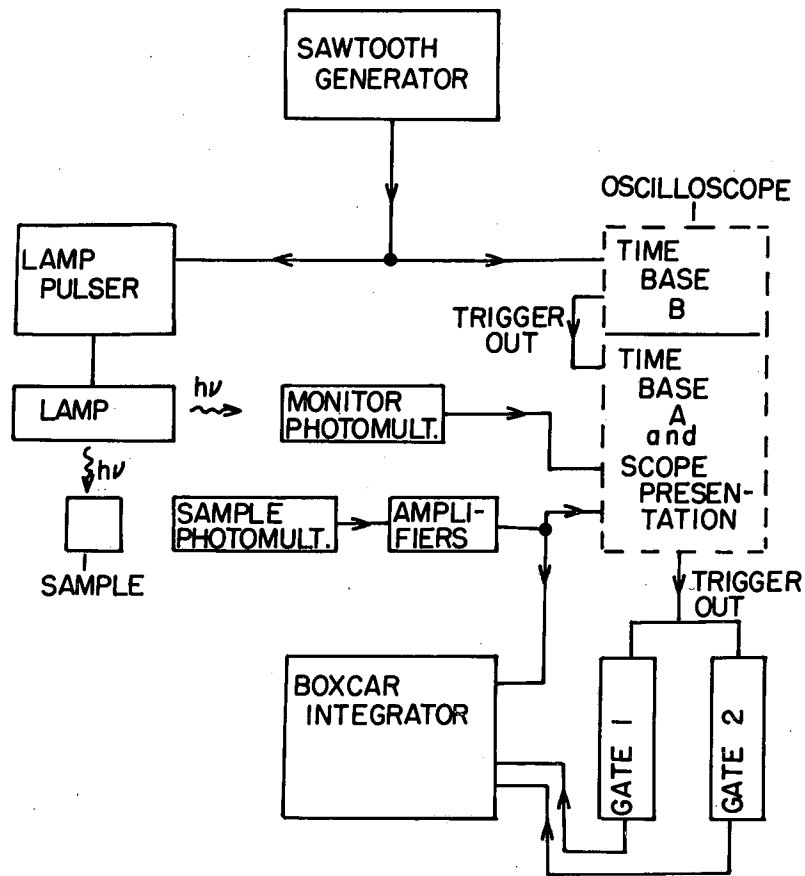 SAWTOOTH
GENERATOR
OSCILLOSCOPE
LAMP
PULSER
TIME
BASE
B
TRIGGER
OUT
TIME
BASE
A
and
SCOPE
PRESEN-
TATION
LAMP
hν
MONITOR
PHOTOMULT.
hν
SAMPLE
PHOTOMULT.
AMPLI-
FIERS
SAMPLE
TRIGGER
OUT
BOXCAR
INTEGRATOR
GATE 1
GATE 2